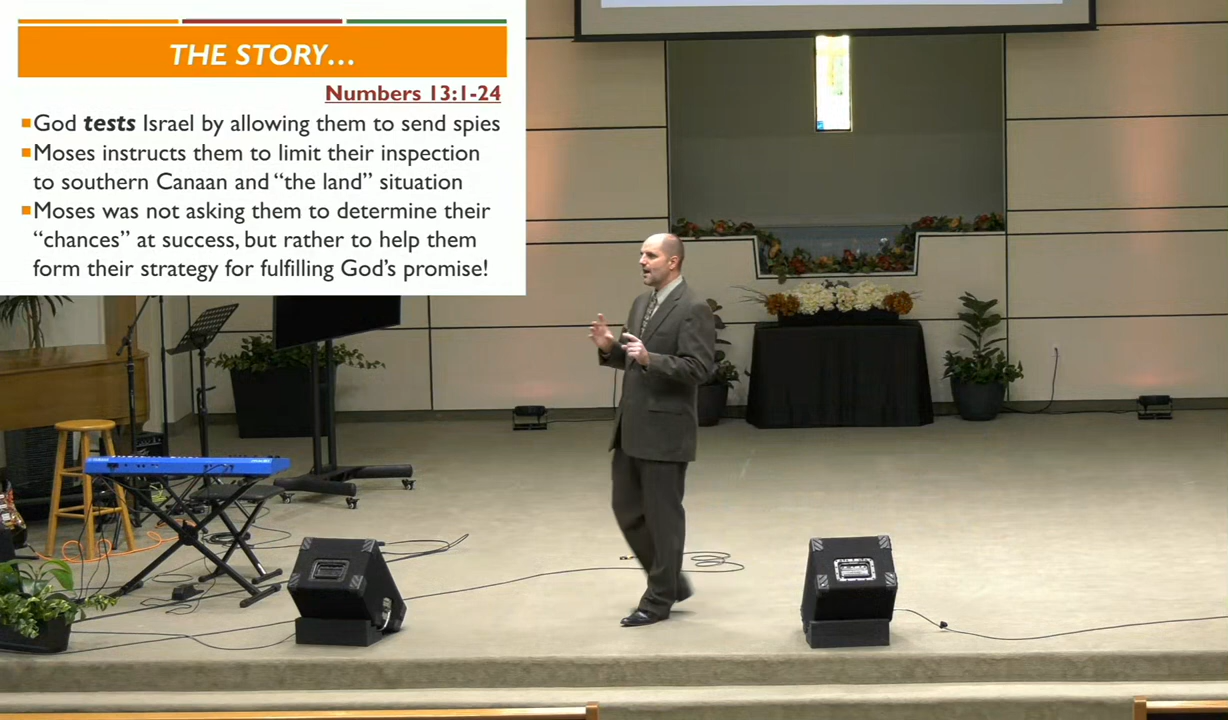 THE STORY…
Numbers 13:1-24
■God tests Israel by allowing them to send spies
■Moses instructs them to limit their inspection
to southern Canaan and “the land” situation
■Moses was not asking them to determine their
“chances” at success, but rather to help them
form their strategy for fulfilling God’s promise!